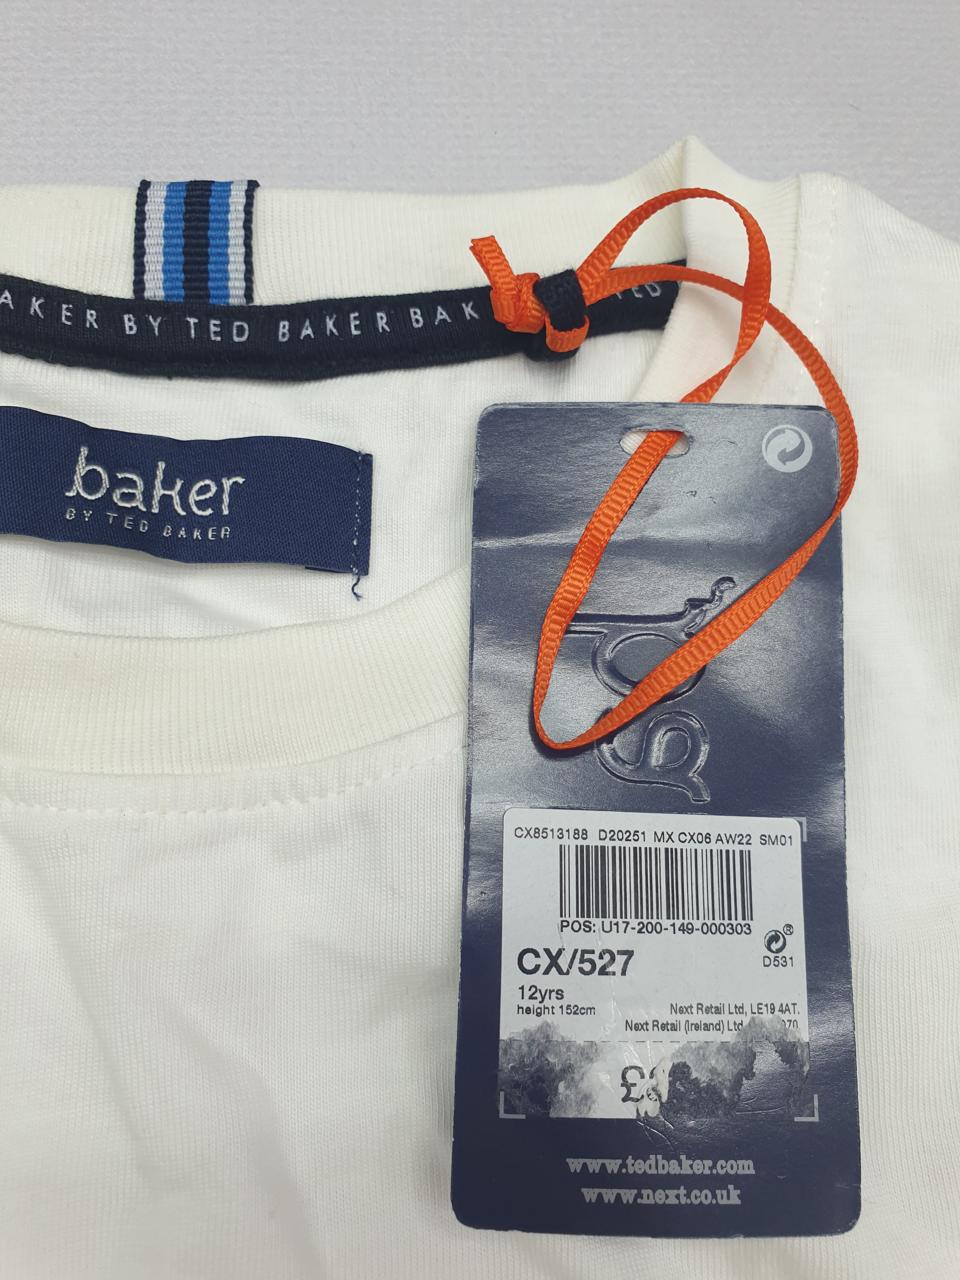 AKER BY TED BAKER BAK TED
baker
BY TED BAKER
CX8513188 D20251 MX CX06 AW22 SM01
POS: U17-200-149-000303
D531
CX/527
12yrs
height 152cm
Next Retail Ltd, LE19 4AT.
Next Retail (Ireland) Ltd
www.tedbaker.com
www.next.co.uk